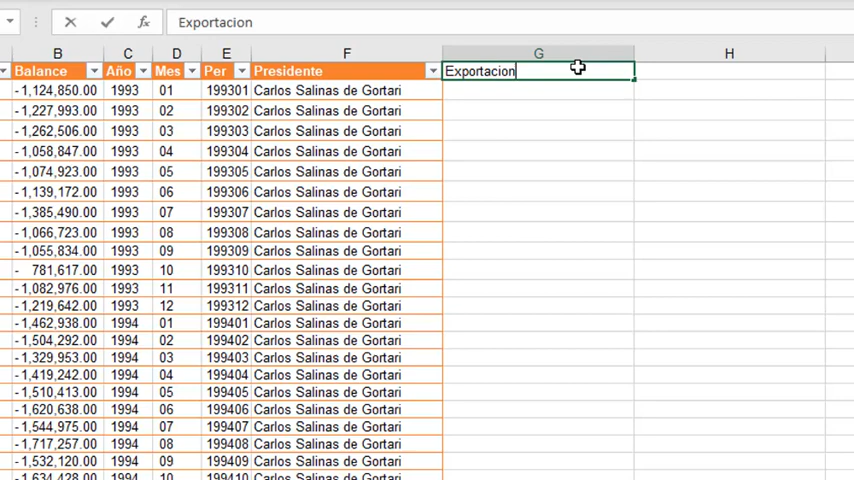 Exportacion
B C D E F G H
Balance Año Mes Per Presidente Exportacion
-1,124,850.00 1993 01 199301 Carlos Salinas de Gortari
-1,227,993.00 1993 02 199302 Carlos Salinas de Gortari
-1,262,506.00 1993 03 199303 Carlos Salinas de Gortari
-1,058,847.00 1993 04 199304 Carlos Salinas de Gortari
-1,074,923.00 1993 05 199305 Carlos Salinas de Gortari
-1,139,172.00 1993 06 199306 Carlos Salinas de Gortari
-1,385,490.00 1993 07 199307 Carlos Salinas de Gortari
-1,066,723.00 1993 08 199308 Carlos Salinas de Gortari
-1,055,834.00 1993 09 199309 Carlos Salinas de Gortari
- 781,617.00 1993 10 199310 Carlos Salinas de Gortari
-1,082,976.00 1993 11 199311 Carlos Salinas de Gortari
-1,219,642.00 1993 12 199312 Carlos Salinas de Gortari
-1,462,938.00 1994 01 199401 Carlos Salinas de Gortari
-1,504,292.00 1994 02 199402 Carlos Salinas de Gortari
-1,329,953.00 1994 03 199403 Carlos Salinas de Gortari
-1,419,242.00 1994 04 199404 Carlos Salinas de Gortari
-1,510,413.00 1994 05 199405 Carlos Salinas de Gortari
-1,620,638.00 1994 06 199406 Carlos Salinas de Gortari
-1,544,975.00 1994 07 199407 Carlos Salinas de Gortari
-1,717,257.00 1994 08 199408 Carlos Salinas de Gortari
-1,532,120.00 1994 09 199409 Carlos Salinas de Gortari
-1,634,428.00 1994 10 199410 Carlos Salinas de Gortari